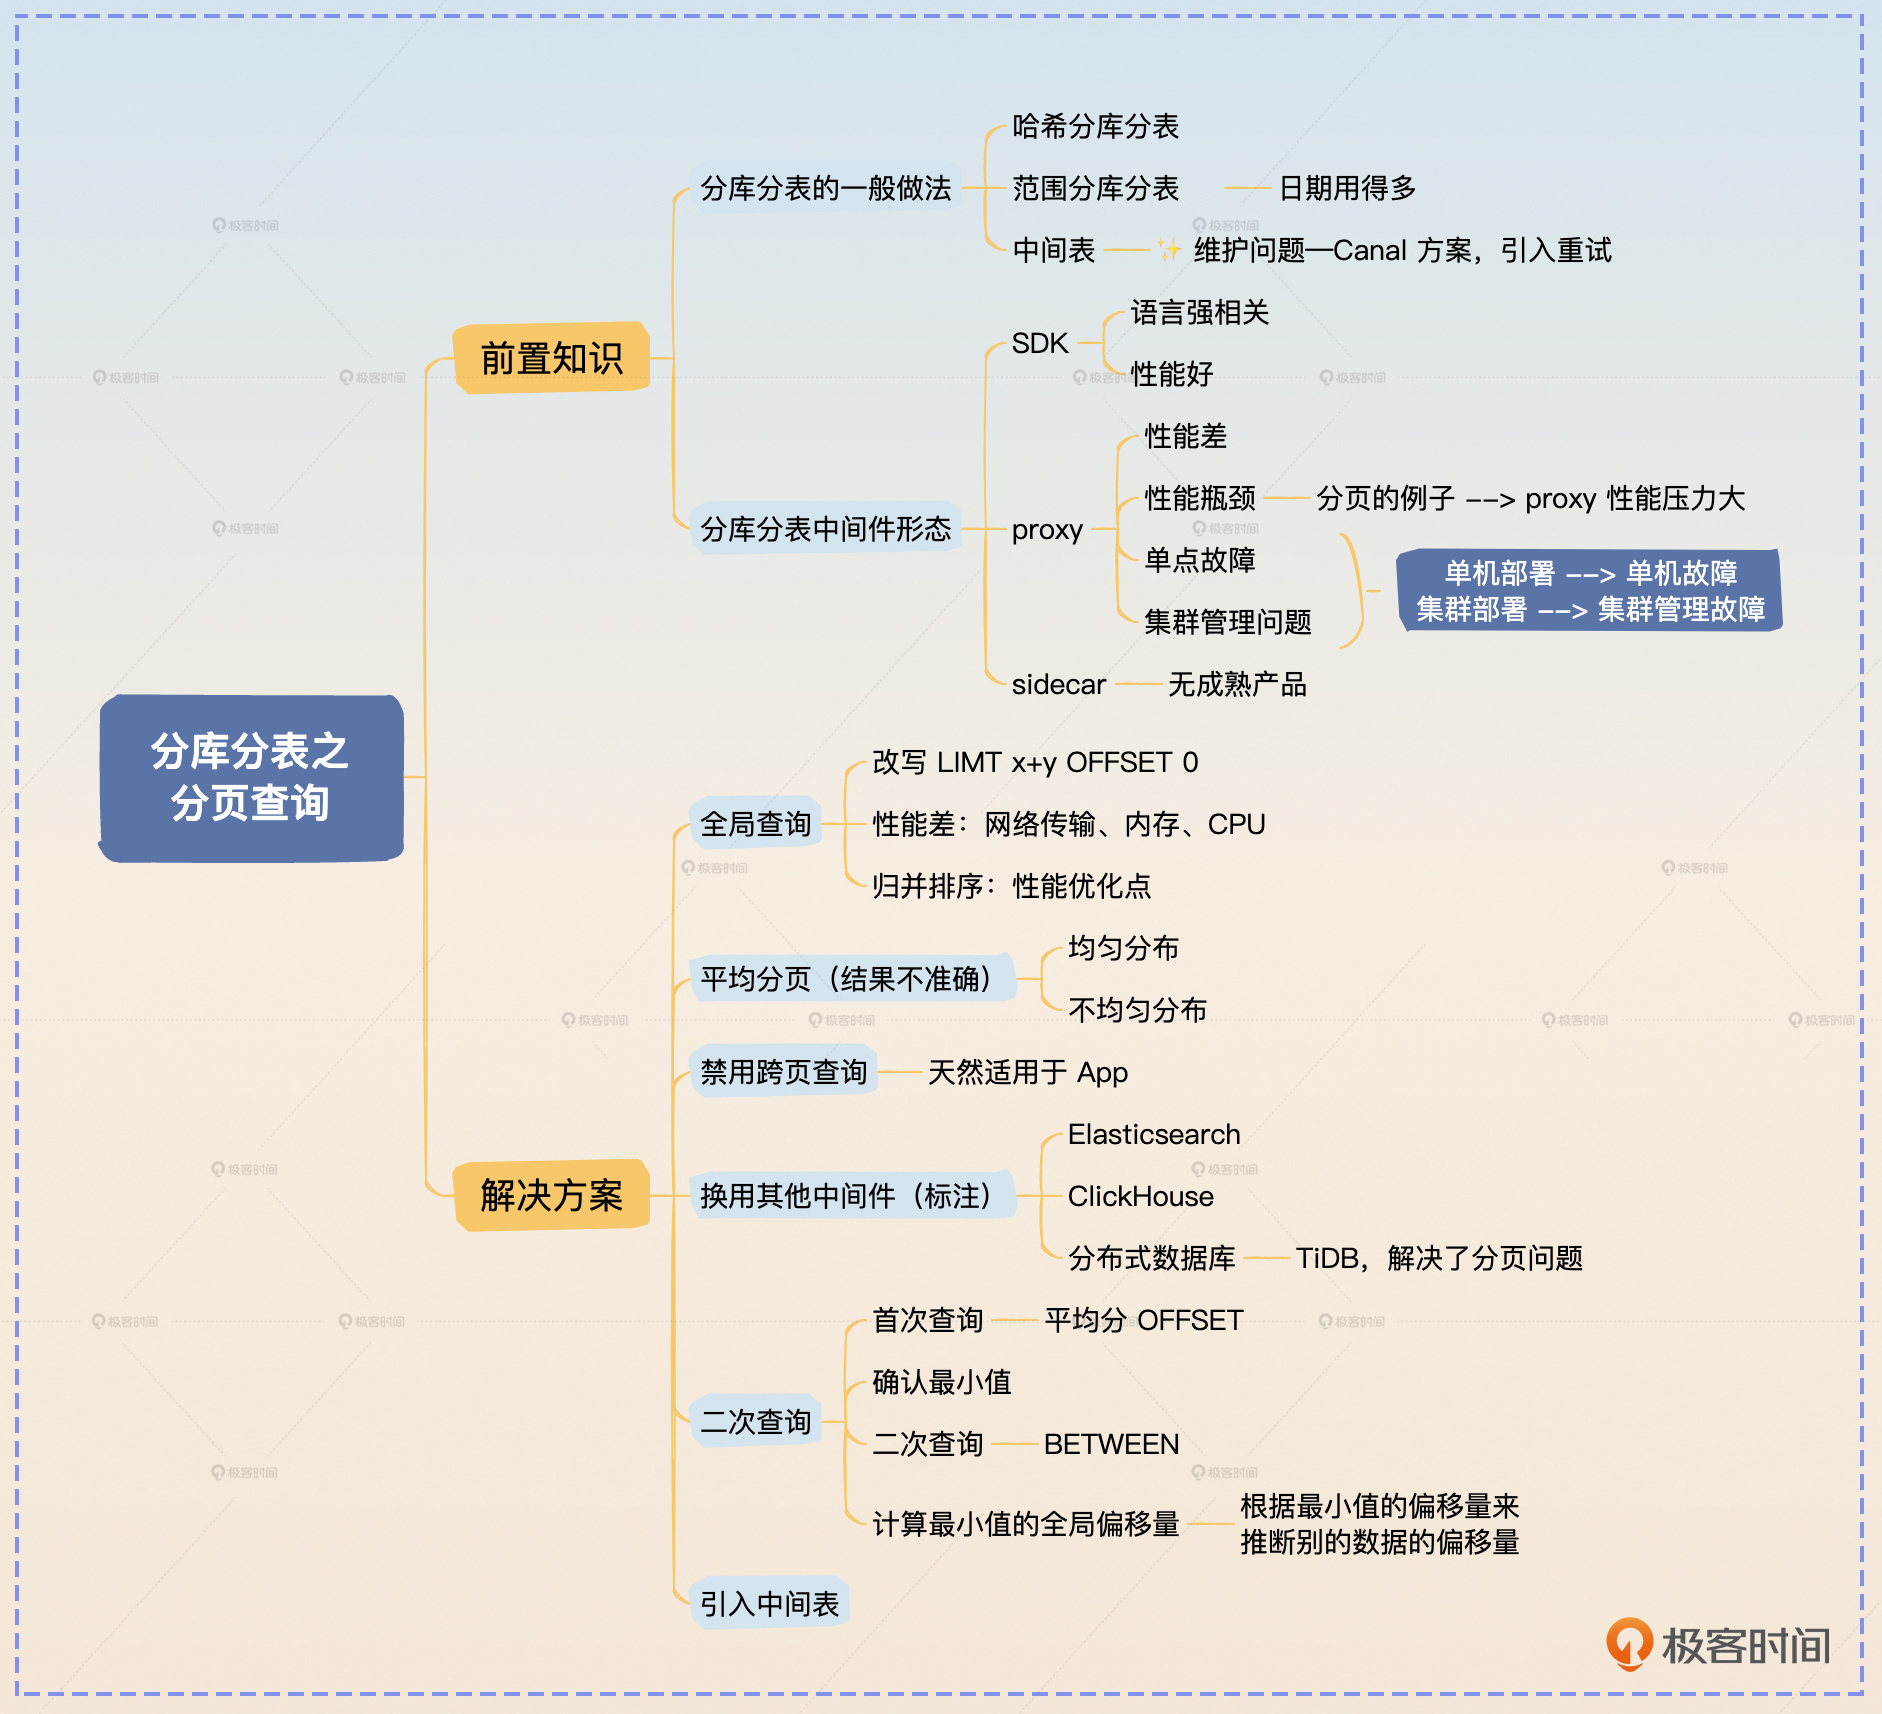 分库分表之
分页查询
前置知识
分库分表的一般做法
哈希分库分表
范围分库分表
日期用得多
中间表
✨ 维护问题—Canal 方案，引入重试
分库分表中间件形态
SDK
语言强相关
性能好
proxy
性能差
性能瓶颈
分页的例子 --> proxy 性能压力大
单点故障
集群管理问题
单机部署 --> 单机故障
集群部署 --> 集群管理故障
sidecar
无成熟产品
解决方案
全局查询
改写 LIMT x+y OFFSET 0
性能差：网络传输、内存、CPU
归并排序：性能优化点
平均分页（结果不准确）
均匀分布
不均匀分布
禁用跨页查询
天然适用于 App
换用其他中间件（标注）
Elasticsearch
ClickHouse
分布式数据库
TiDB，解决了分页问题
二次查询
首次查询
平均分 OFFSET
确认最小值
二次查询
BETWEEN
计算最小值的全局偏移量
根据最小值的偏移量来
推断别的数据的偏移量
引入中间表
极客时间